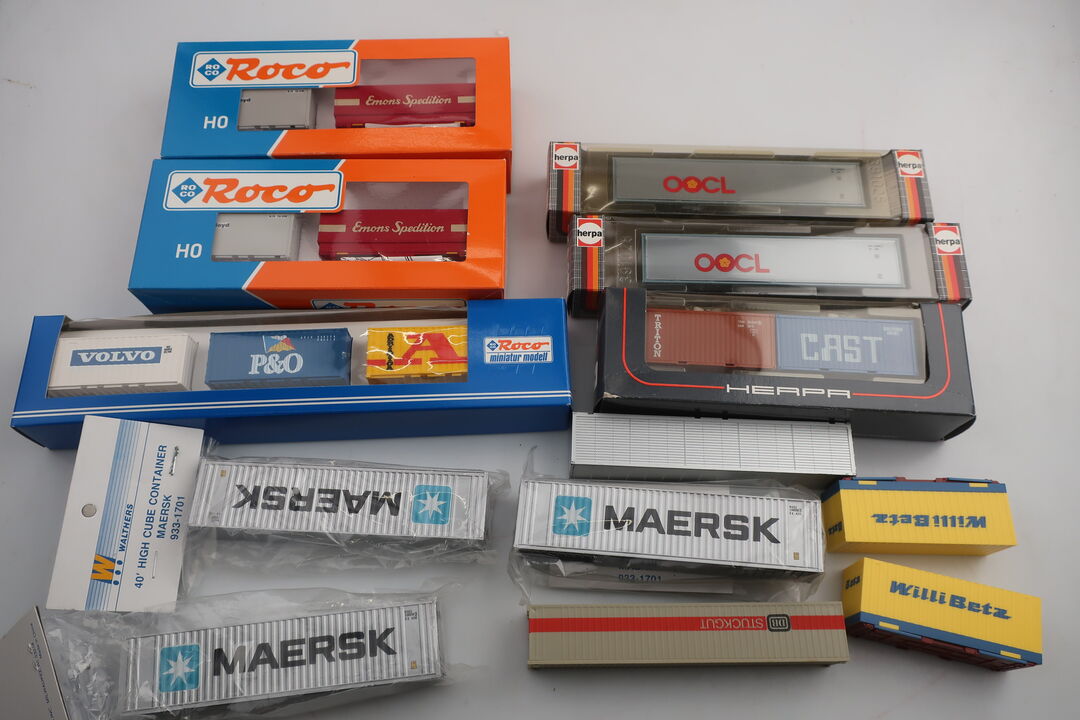 ROCO
Roco
HO
Emons Spedition
ROCO
Roco
HO
Emons Spedition
herpa
OOCL
herpa
herpa
OOCL
herpa
VOLVO
P&O
Roco
miniatur modell
TRITON
CAST
HERPA
WALTHERS
40' HIGH CUBE CONTAINER
MAERSK
933-1701
MAERSK
MAERSK
933-1701
Willi Betz
Willi Betz
MAERSK
STÜCKGUT
DB